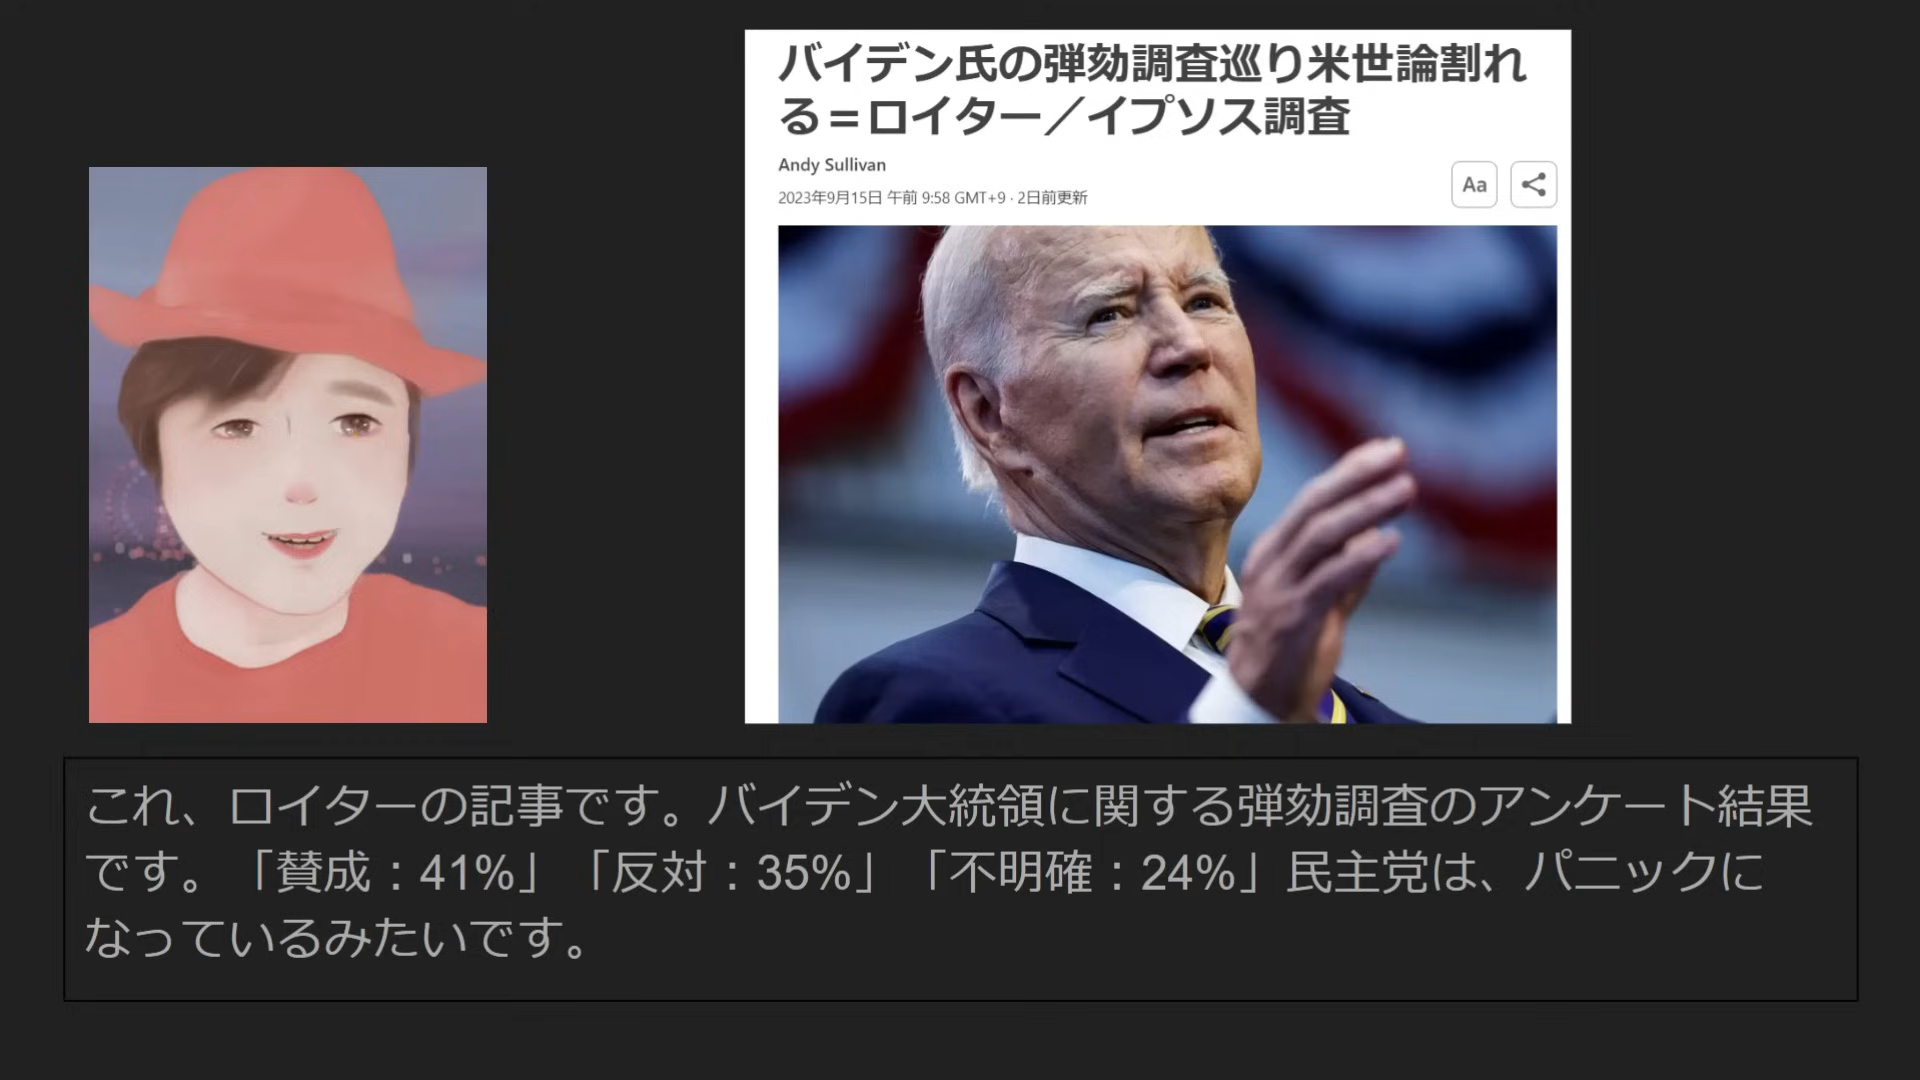 バイデン氏の弾劾調査巡り米世論割れ
る＝ロイター／イプソス調査
Andy Sullivan
2023年9月15日 午前 9:58 GMT+9 · 2日前更新
Aa
これ、ロイターの記事です。バイデン大統領に関する弾劾調査のアンケート結果
です。「賛成：41%」「反対：35%」「不明確：24%」民主党は、パニックに
なっているみたいです。